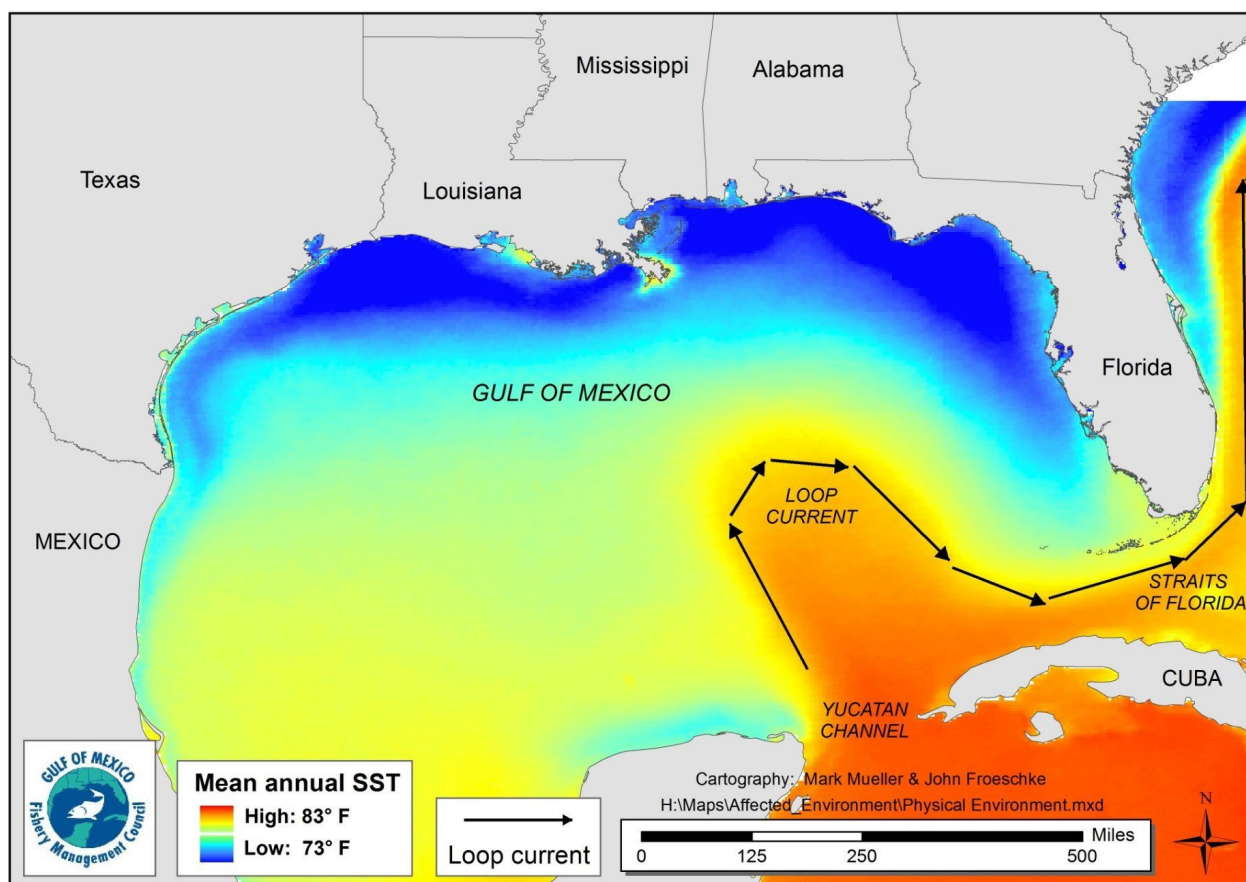 Mississippi
Alabama
Texas
Louisiana
GULF OF MEXICO
Florida
LOOP
CURRENT
MEXICO
STRAITS
OF FLORIDA
CUBA
YUCATAN
CHANNEL
GULF OF MEXICO
Fishery Management Council
Mean annual SST
High: 83° F
Low: 73° F
Loop current
Cartography: Mark Mueller & John Froeschke
H:\Maps\Affected_Environment\Physical Environment.mxd
Miles
0 125 250 500
N